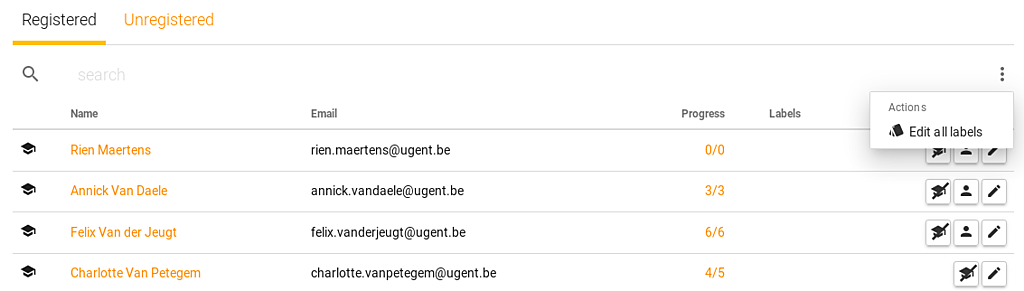 Registered Unregistered
search
Actions
Edit all labels
Name Email Progress Labels
Rien Maertens rien.maertens@ugent.be 0/0
Annick Van Daele annick.vandaele@ugent.be 3/3
Felix Van der Jeugt felix.vanderjeugt@ugent.be 6/6
Charlotte Van Petegem charlotte.vanpetegem@ugent.be 4/5